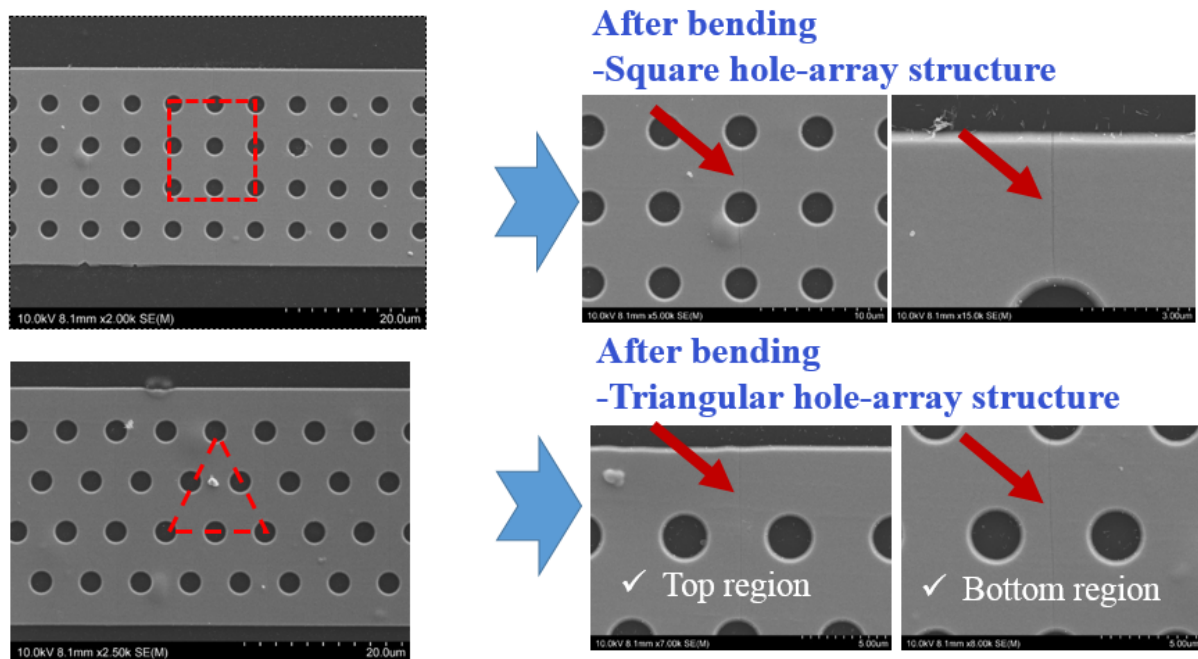 After bending
-Square hole-array structure
10.0kV 8.1mm x2.00k SE(M) 20.0um
10.0kV 8.1mm x5.00k SE(M) 10.0um
10.0kV 8.1mm x15.0k SE(M) 3.00um
After bending
-Triangular hole-array structure
✓ Top region
✓ Bottom region
10.0kV 8.1mm x2.50k SE(M) 20.0um
10.0kV 8.1mm x7.00k SE(M) 5.00um
10.0kV 8.1mm x8.00k SE(M) 5.00um